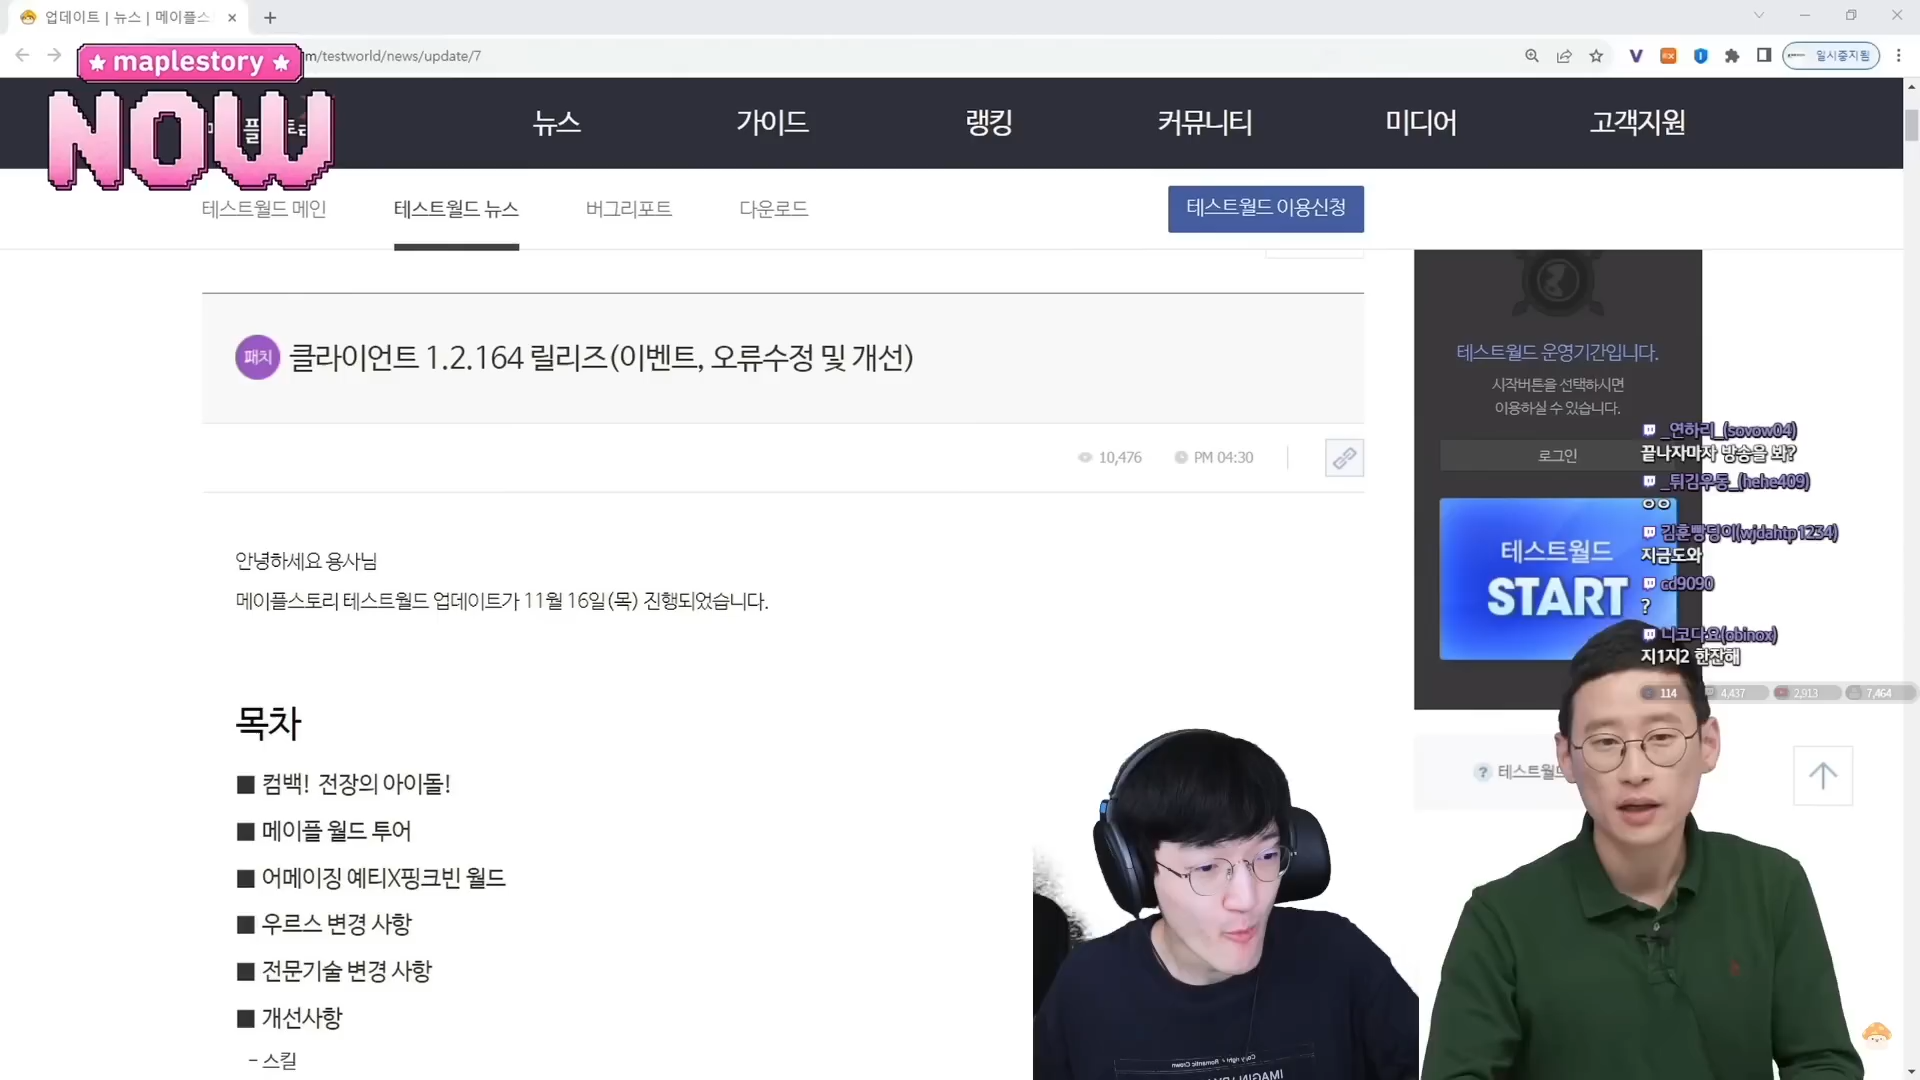 업데이트 | 뉴스 | 메이플스
m/testworld/news/update/7
일시중지됨
maplestory
NOW
뉴스
가이드
랭킹
커뮤니티
미디어
고객지원
테스트월드 메인
테스트월드 뉴스
버그리포트
다운로드
테스트월드 이용신청
패치
클라이언트 1.2.164 릴리즈(이벤트, 오류수정 및 개선)
10,476
PM 04:30
안녕하세요 용사님
메이플스토리 테스트월드 업데이트가 11월 16일(목) 진행되었습니다.
목차
■ 컴백! 전장의 아이돌!
■ 메이플 월드 투어
■ 어메이징 예티X핑크빈 월드
■ 우르스 변경 사항
■ 전문기술 변경 사항
■ 개선사항
- 스킬
테스트월드 운영기간입니다.
시작버튼을 선택하시면
이용하실 수 있습니다.
로그인
테스트월드
START
? 테스트월드
_연하리_(sovow04)
끝나자마자 방송을 봐?
_튀김우동_(hehe409)
ㅇㅇ
김훈빵덩이(wjdahtp1234)
지금도와
cd9090
?
니코다요(obinox)
지1지2 한잔해
114
4,437
2,913
7,464